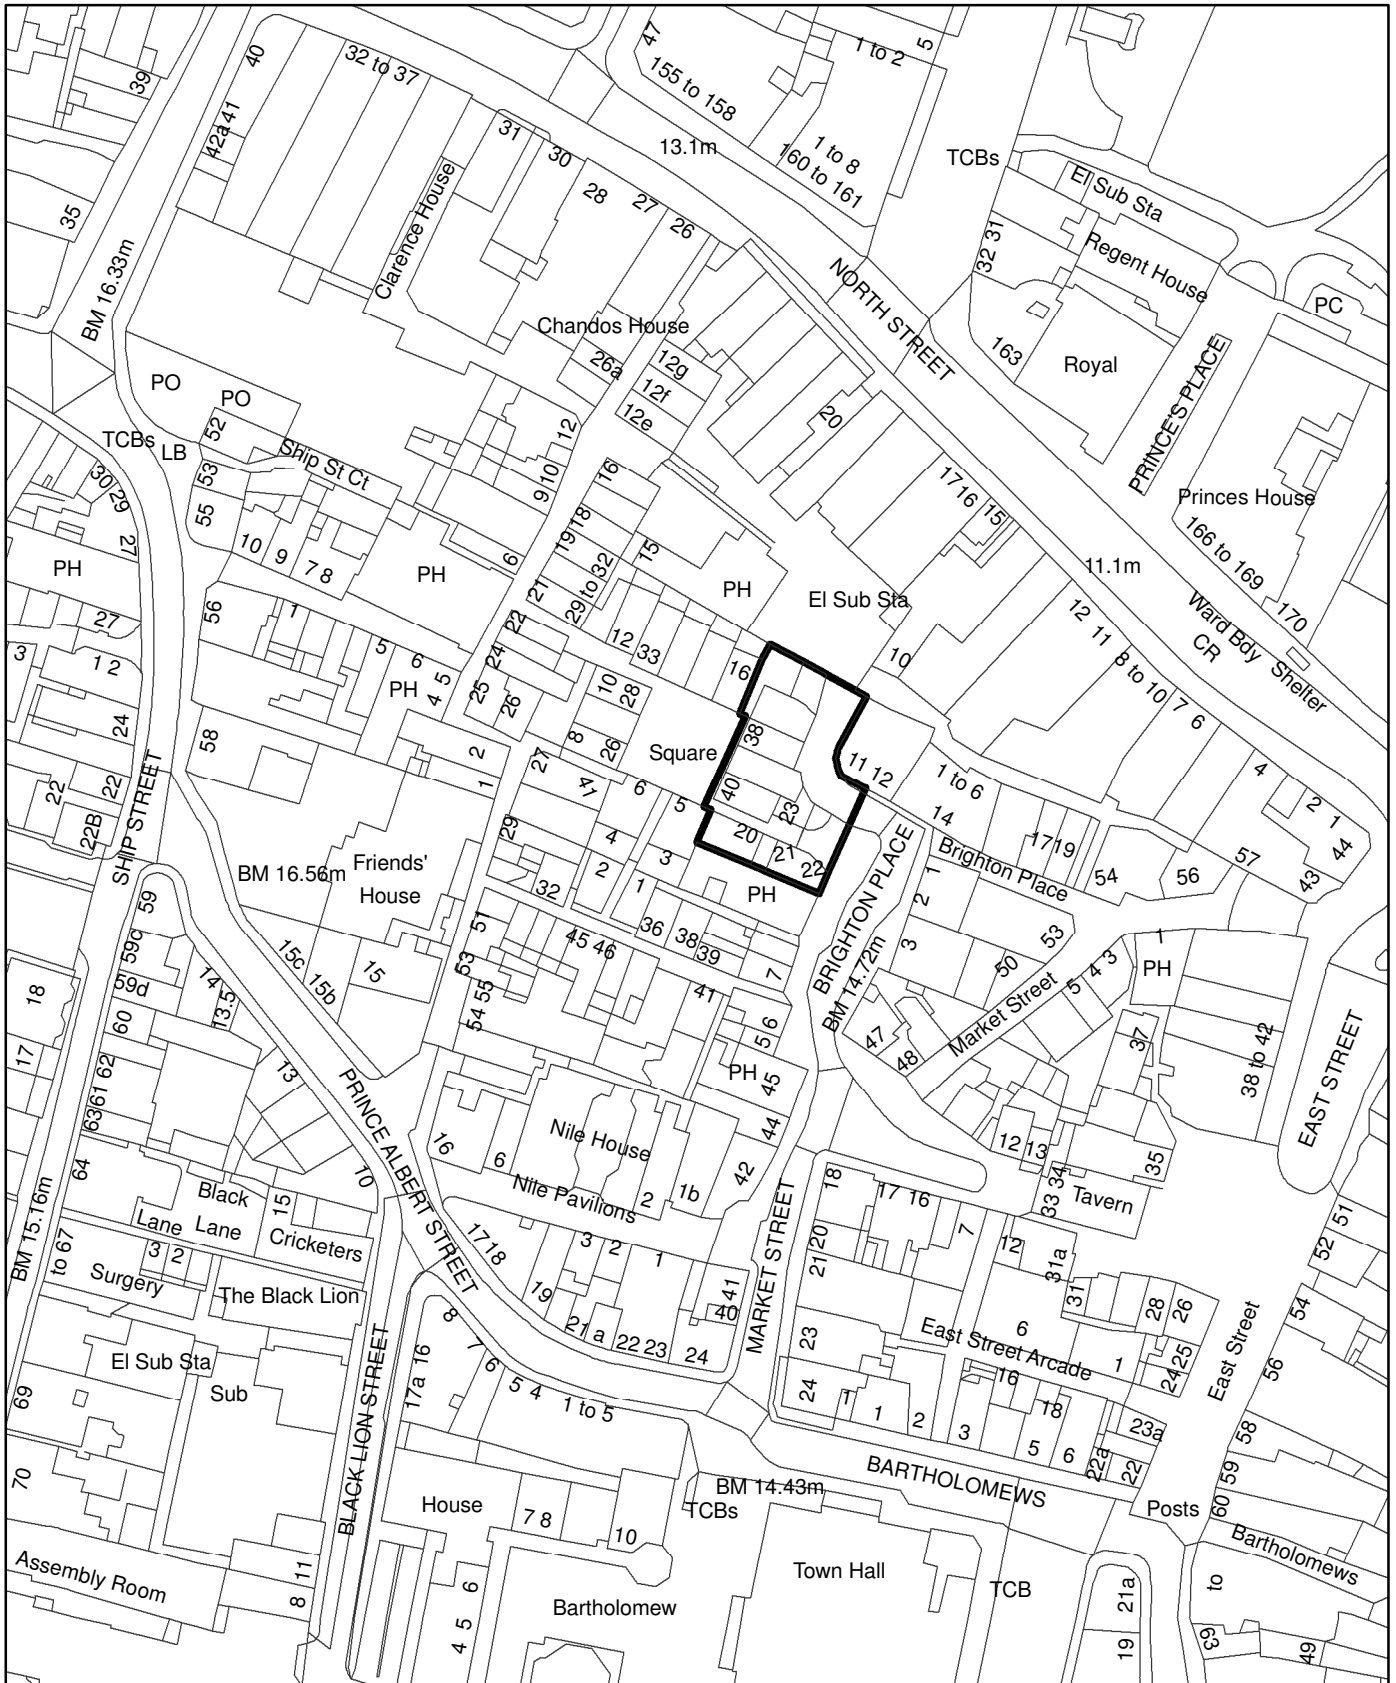 47
1 to 2
5
155 to 158
40
32 to 37
39
42a 41
31
30
28
27
26
13.1m
1 to 8
160 to 161
TCBs
El Sub Sta
32 31
Regent House
35
BM 16.33m
Clarence House
NORTH STREET
163
Royal
PC
PRINCE'S PLACE
Chandos House
26a
12g
12f
12e
20
PO
PO
52
TCBs
LB
Ship St Ct
12
9 10
16
17 16
15
Princes House
166 to 169
170
30 29
27
53
55
10
9
7 8
PH
6
18
19
15
21
29 to 32
PH
El Sub Sta
11.1m
Ward Bdy
CR
Shelter
PH
27
56
1
5
6
PH
4 5
22
24
25
26
12
33
10
28
8
26
16
10
12
11
8 to 10
7
6
3
1 2
24
22
22
22B
58
2
1
27
41
6
5
Square
38
40
23
11 12
1 to 6
14
17 19
4
2
1
44
SHIP STREET
BM 16.56m
Friends'
House
29
4
2
3
1
20
21
22
PH
BRIGHTON PLACE
Brighton Place
54
56
57
43
59
59c
59d
14
13.5
15c
15b
15
51
53
54 55
32
45 46
36
38
39
41
7
BM 14.72m
1
2
3
53
50
Market Street
5 4 3
1
PH
18
17
60
61 62
63
13
PRINCE ALBERT STREET
5 6
PH
45
44
47
48
37
38 to 42
EAST STREET
64
BM 15.16m
to 67
Black
Lane
Lane
15
Cricketers
10
16
6
Nile House
Nile Pavilions
2
1b
42
MARKET STREET
18
17 16
12 13
33 34
35
Tavern
3 2
Surgery
The Black Lion
17 18
19
3
2
1
41
40
21 a
22 23
24
20
21
7
12
31a
31
28
26
51
52
54
56
El Sub Sta
Sub
69
70
BLACK LION STREET
17a 16
8
7
6
5 4
1 to 5
23
24
1
1
2
East Street Arcade
6
16
18
1
25
24
3
5
6
22a
22
23a
East Street
58
59
60
BARTHOLOMEWS
BM 14.43m
TCBs
Posts
House
7 8
10
Town Hall
TCB
Bartholomews
Assembly Room
11
8
6
4 5
Bartholomew
21a
19
to
63
49